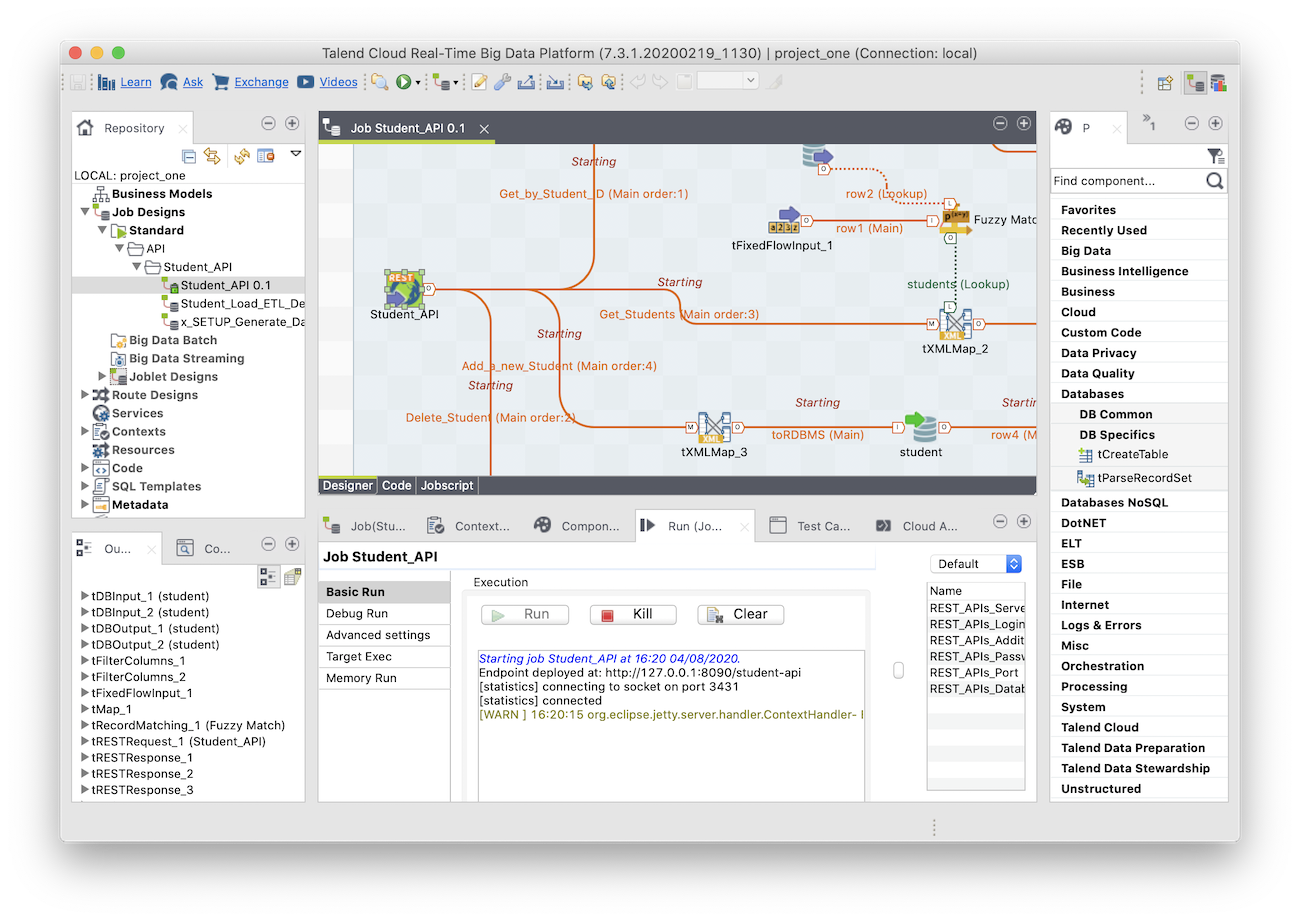 Talend Cloud Real-Time Big Data Platform (7.3.1.20200219_1130) | project_one (Connection: local)
Learn Ask Exchange Videos
Repository
LOCAL: project_one
Business Models
Job Designs
Standard
API
Student_API
Student_API 0.1
Student_Load_ETL_De
x_SETUP_Generate_Da
Big Data Batch
Big Data Streaming
Joblet Designs
Route Designs
Services
Contexts
Resources
Code
SQL Templates
Metadata
Ou... Co...
tDBInput_1 (student)
tDBInput_2 (student)
tDBOutput_1 (student)
tDBOutput_2 (student)
tFilterColumns_1
tFilterColumns_2
tFixedFlowInput_1
tMap_1
tRecordMatching_1 (Fuzzy Match)
tRESTRequest_1 (Student_API)
tRESTResponse_1
tRESTResponse_2
tRESTResponse_3
Job Student_API 0.1
Starting
Get_by_Student_ID (Main order:1)
row2 (Lookup)
row1 (Main)
Fuzzy Matc
tFixedFlowInput_1
REST
Student_API
Starting
students (Lookup)
Get_Students (Main order:3)
XML
tXMLMap_2
Starting
Add_a_new_Student (Main order:4)
Starting
Delete_Student (Main order:2)
Starting
Startin
XML
toRDBMS (Main)
row4 (M
tXMLMap_3
student
Designer Code Jobscript
Job(Stu... Context... Compon... Run (Jo... Test Ca... Cloud A...
Job Student_API
Basic Run
Debug Run
Advanced settings
Target Exec
Memory Run
Execution
Run Kill Clear
Starting job Student_API at 16:20 04/08/2020.
Endpoint deployed at: http://127.0.0.1:8090/student-api
[statistics] connecting to socket on port 3431
[statistics] connected
[WARN ] 16:20:15 org.eclipse.jetty.server.handler.ContextHandler-
Default
Name
REST_APIs_Serve
REST_APIs_Login
REST_APIs_Addit
REST_APIs_Passw
REST_APIs_Port
REST_APIs_Datab
P
1
Find component...
Favorites
Recently Used
Big Data
Business Intelligence
Business
Cloud
Custom Code
Data Privacy
Data Quality
Databases
DB Common
DB Specifics
tCreateTable
tParseRecordSet
Databases NoSQL
DotNET
ELT
ESB
File
Internet
Logs & Errors
Misc
Orchestration
Processing
System
Talend Cloud
Talend Data Preparation
Talend Data Stewardship
Unstructured